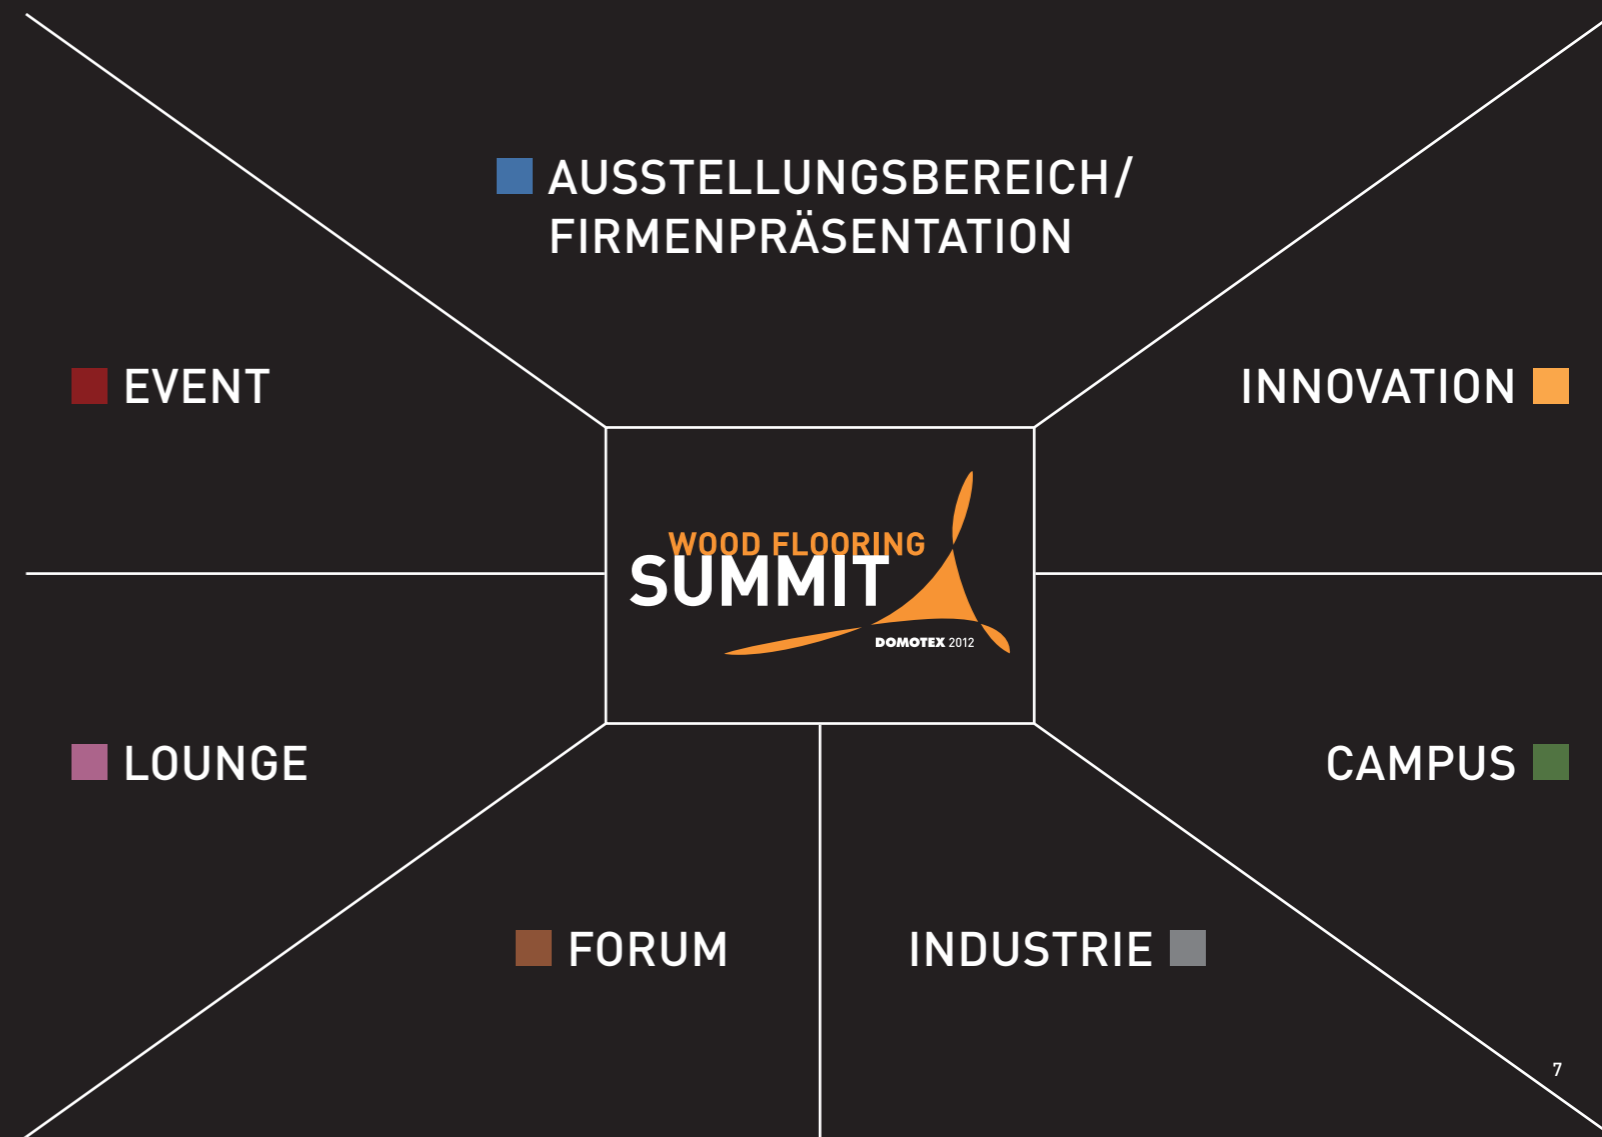 AUSSTELLUNGSBEREICH/
FIRMENPRÄSENTATION
EVENT
INNOVATION
WOOD FLOORING
SUMMIT
DOMOTEX 2012
LOUNGE
CAMPUS
FORUM
INDUSTRIE
7